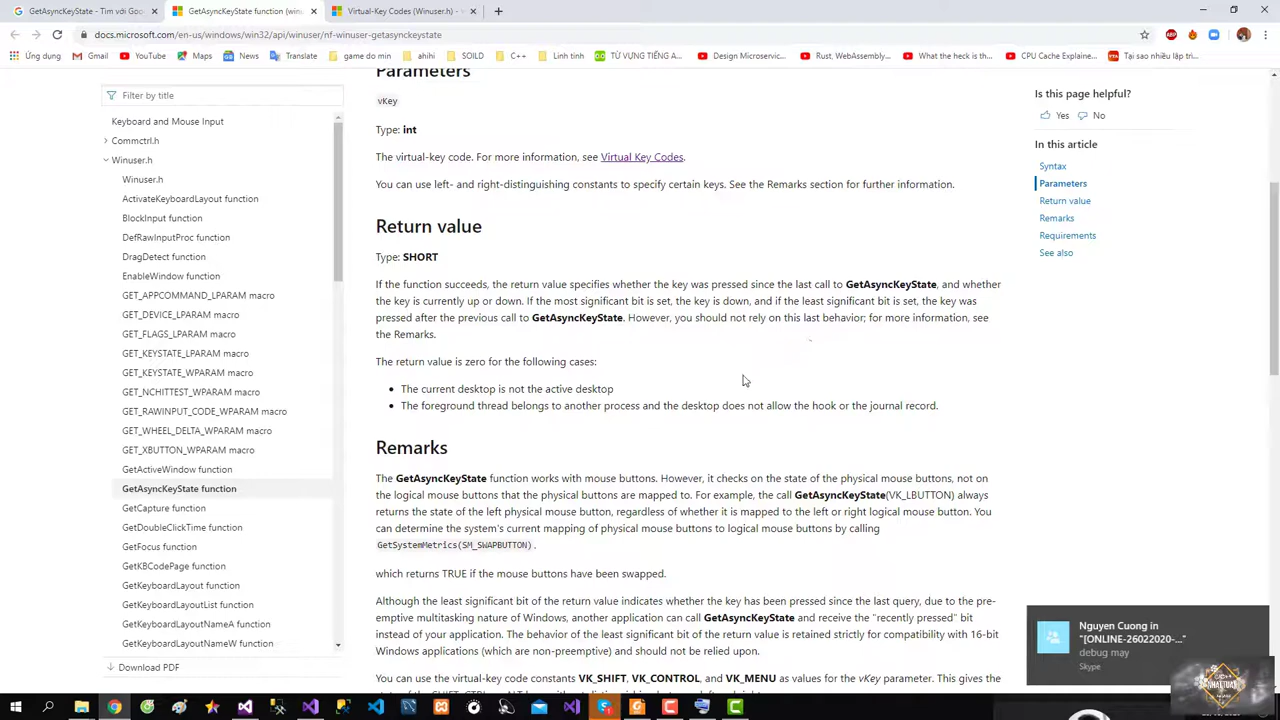 GetAsyncKeyState - Tìm với Goo
GetAsyncKeyState function (winu
Virtual-Key Codes (Winuser.h) - W
docs.microsoft.com/en-us/windows/win32/api/winuser/nf-winuser-getasynckeystate
Ứng dụng
Gmail
YouTube
Maps
News
Translate
game do man
ahihi
SOILD
C++
Linh tinh
TỪ VỰNG TIẾNG A...
Design Microservic...
Rust, WebAssembly...
What the heck is th...
CPU Cache Explaine...
Tại sao nhiều lập trì...
Filter by title
Keyboard and Mouse Input
Commctrl.h
Winuser.h
Winuser.h
ActivateKeyboardLayout function
BlockInput function
DefRawInputProc function
DragDetect function
EnableWindow function
GET_APPCOMMAND_LPARAM macro
GET_DEVICE_LPARAM macro
GET_FLAGS_LPARAM macro
GET_KEYSTATE_LPARAM macro
GET_KEYSTATE_WPARAM macro
GET_NCHITTEST_WPARAM macro
GET_RAWINPUT_CODE_WPARAM macro
GET_WHEEL_DELTA_WPARAM macro
GET_XBUTTON_WPARAM macro
GetActiveWindow function
GetAsyncKeyState function
GetCapture function
GetDoubleClickTime function
GetFocus function
GetKBCodePage function
GetKeyboardLayout function
GetKeyboardLayoutList function
GetKeyboardLayoutNameA function
GetKeyboardLayoutNameW function
Download PDF
Parameters
vKey
Type: int
The virtual-key code. For more information, see Virtual Key Codes.
You can use left- and right-distinguishing constants to specify certain keys. See the Remarks section for further information.
Return value
Type: SHORT
If the function succeeds, the return value specifies whether the key was pressed since the last call to GetAsyncKeyState, and whether
the key is currently up or down. If the most significant bit is set, the key is down, and if the least significant bit is set, the key was
pressed after the previous call to GetAsyncKeyState. However, you should not rely on this last behavior; for more information, see
the Remarks.
The return value is zero for the following cases:
• The current desktop is not the active desktop
• The foreground thread belongs to another process and the desktop does not allow the hook or the journal record.
Remarks
The GetAsyncKeyState function works with mouse buttons. However, it checks on the state of the physical mouse buttons, not on
the logical mouse buttons that the physical buttons are mapped to. For example, the call GetAsyncKeyState(VK_LBUTTON) always
returns the state of the left physical mouse button, regardless of whether it is mapped to the left or right logical mouse button. You
can determine the system's current mapping of physical mouse buttons to logical mouse buttons by calling
GetSystemMetrics(SM_SWAPBUTTON).
which returns TRUE if the mouse buttons have been swapped.
Although the least significant bit of the return value indicates whether the key has been pressed since the last query, due to the pre-
emptive multitasking nature of Windows, another application can call GetAsyncKeyState and receive the "recently pressed" bit
instead of your application. The behavior of the least significant bit of the return value is retained strictly for compatibility with 16-bit
Windows applications (which are non-preemptive) and should not be relied upon.
You can use the virtual-key code constants VK_SHIFT, VK_CONTROL, and VK_MENU as values for the vKey parameter. This gives the
Is this page helpful?
Yes No
In this article
Syntax
Parameters
Return value
Remarks
Requirements
See also
Nguyen Cuong in
"[ONLINE-26022020-..."
debug may
Skype